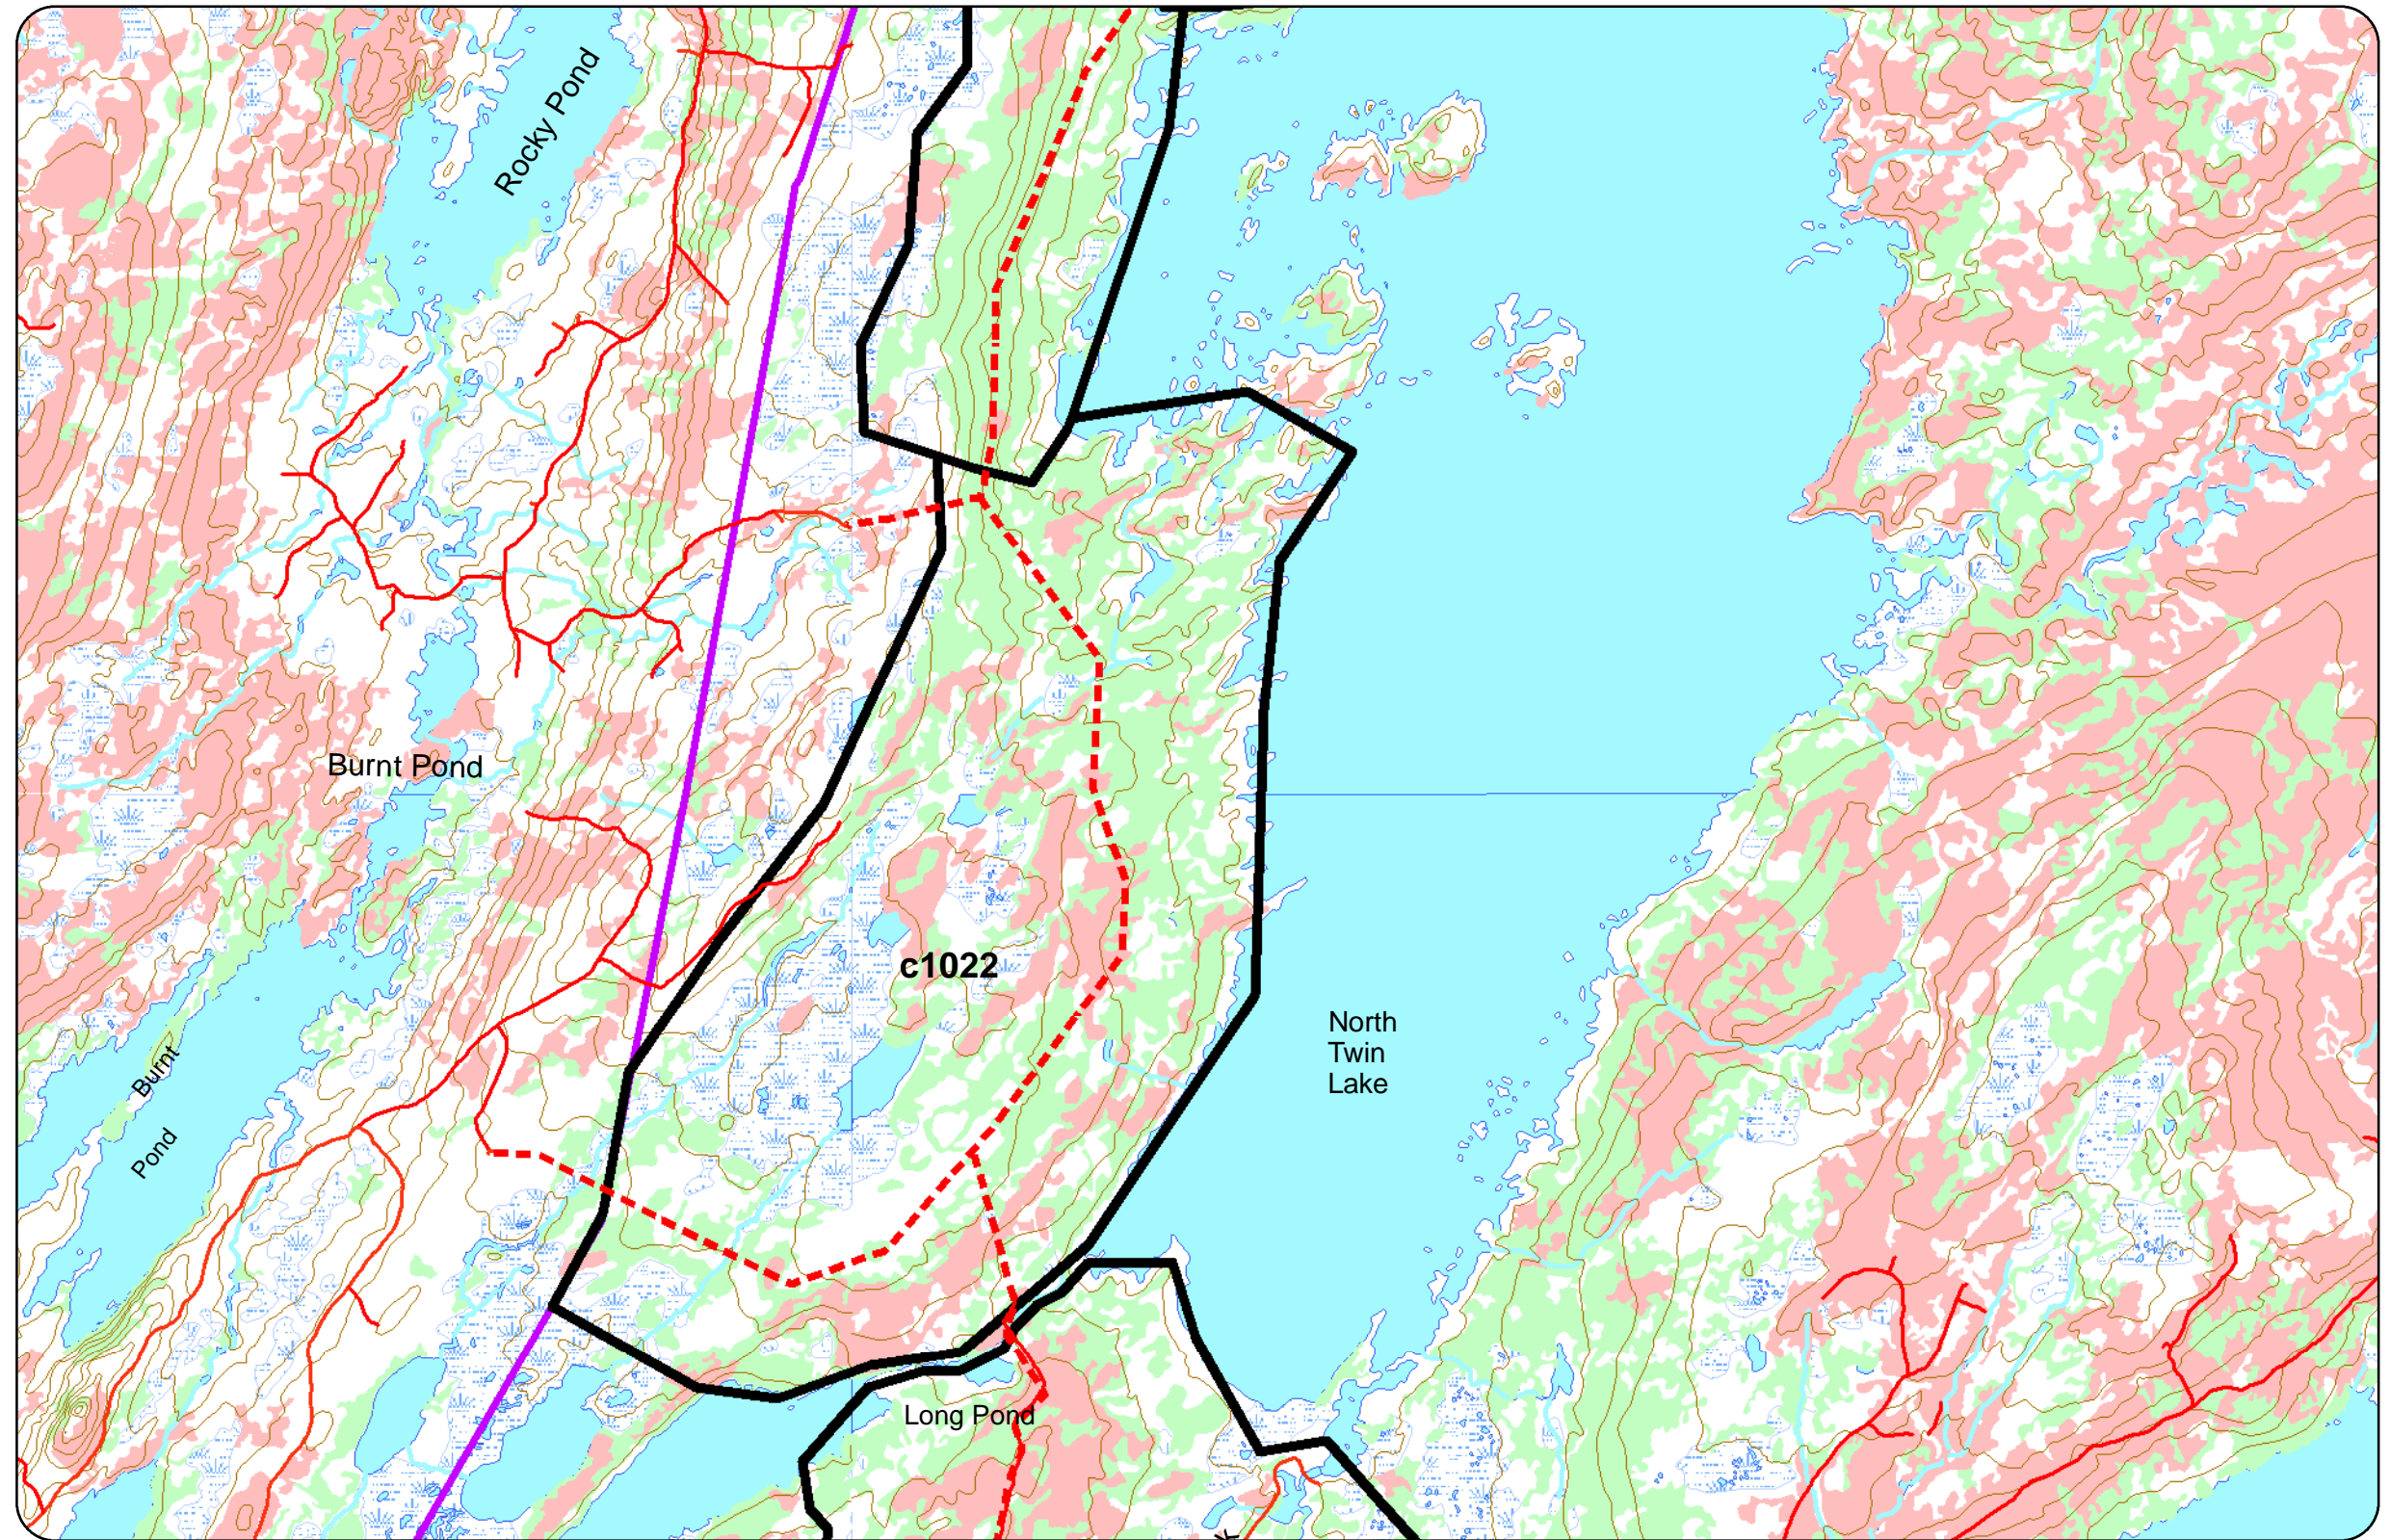 Rocky Pond
Burnt Pond
c1022
North
Twin
Lake
Burnt
Pond
Long Pond